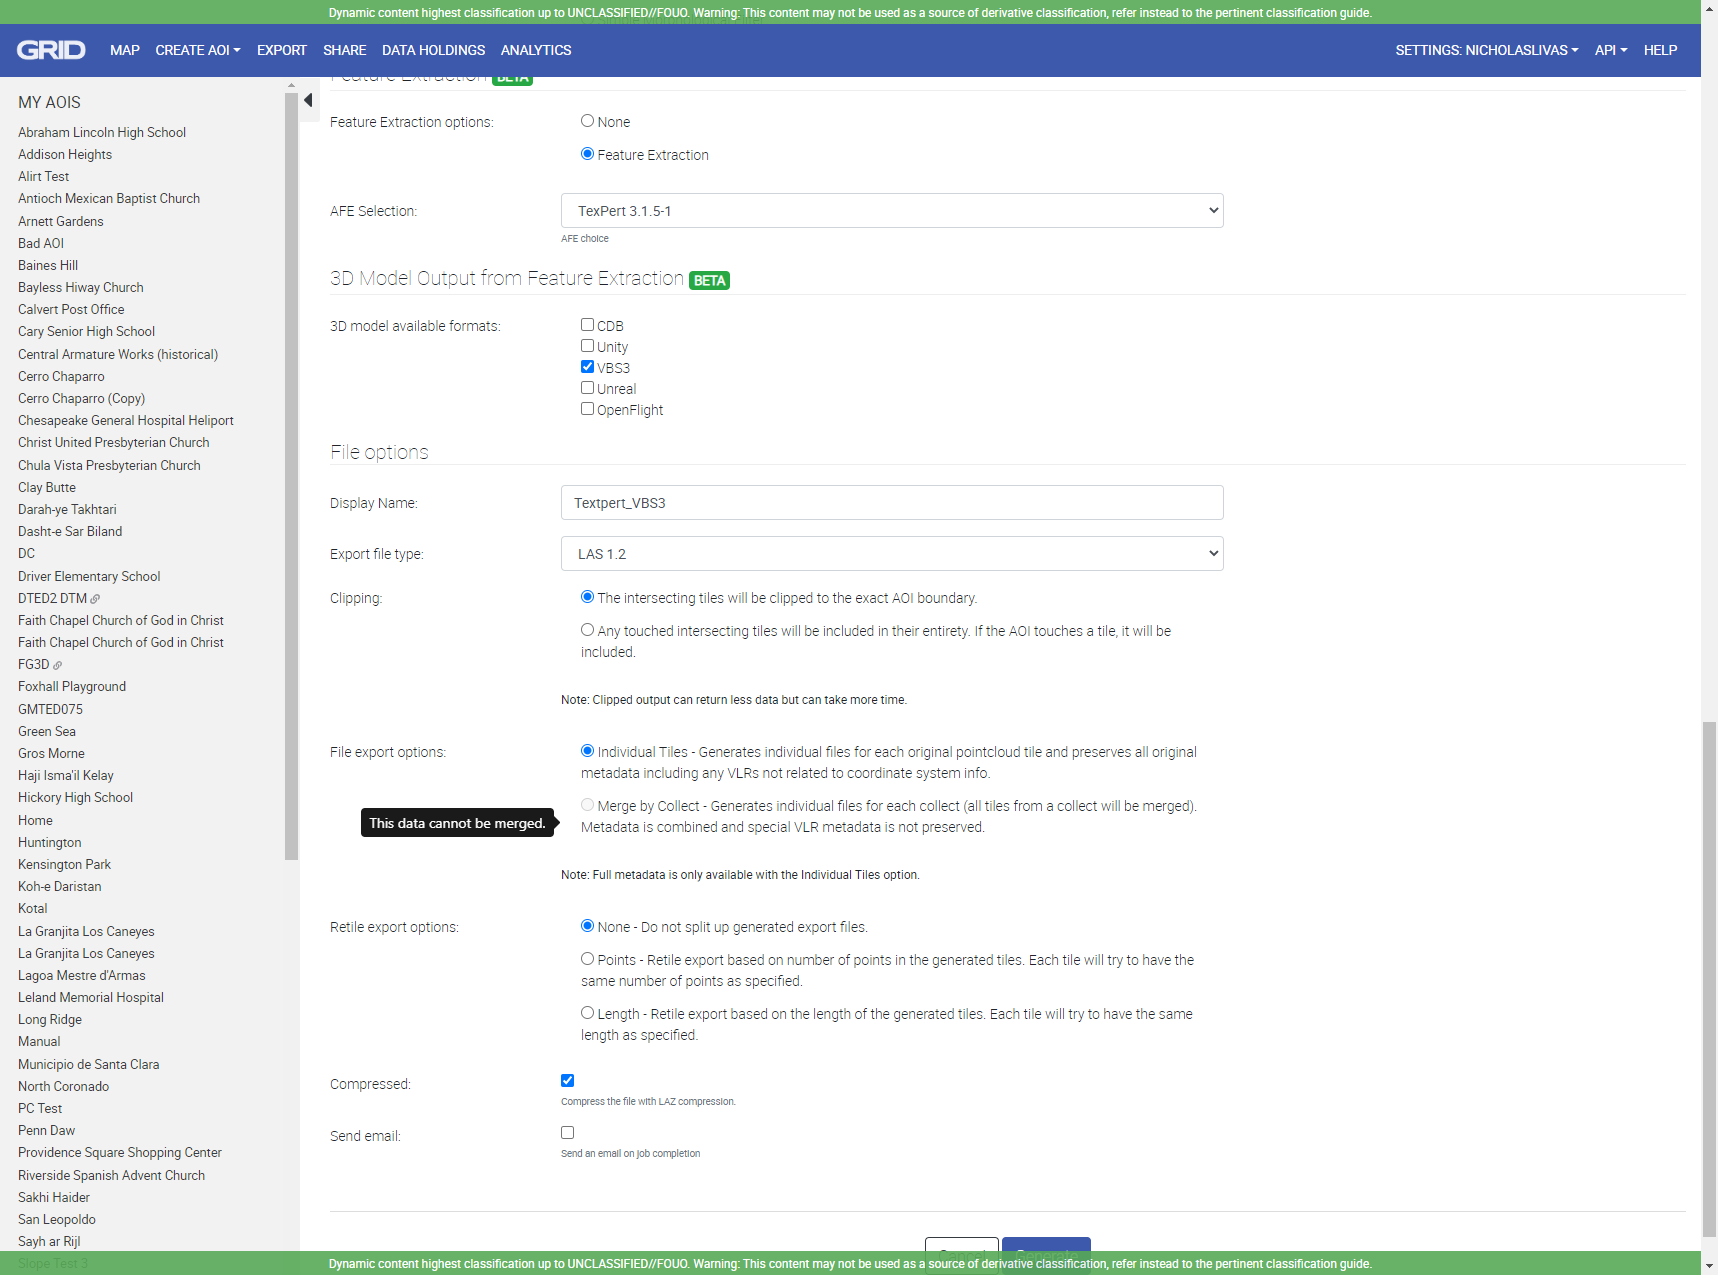 Dynamic content highest classification up to UNCLASSIFIED//FOUO. Warning: This content may not be used as a source of derivative classification, refer instead to the pertinent classification guide.
GRID MAP CREATE AOI EXPORT SHARE DATA HOLDINGS ANALYTICS SETTINGS: NICHOLASLIVAS API HELP
MY AOIS
Abraham Lincoln High School
Addison Heights
Alirt Test
Antioch Mexican Baptist Church
Arnett Gardens
Bad AOI
Baines Hill
Bayless Hiway Church
Calvert Post Office
Cary Senior High School
Central Armature Works (historical)
Cerro Chaparro
Cerro Chaparro (Copy)
Chesapeake General Hospital Heliport
Christ United Presbyterian Church
Chula Vista Presbyterian Church
Clay Butte
Darah-ye Takhtari
Dasht-e Sar Biland
DC
Driver Elementary School
DTED2 DTM
Faith Chapel Church of God in Christ
Faith Chapel Church of God in Christ
FG3D
Foxhall Playground
GMTED075
Green Sea
Gros Morne
Haji Isma'il Kelay
Hickory High School
Home
Huntington
Kensington Park
Koh-e Daristan
Kotal
La Granjita Los Caneyes
La Granjita Los Caneyes
Lagoa Mestre d'Armas
Leland Memorial Hospital
Long Ridge
Manual
Municipio de Santa Clara
North Coronado
PC Test
Penn Daw
Providence Square Shopping Center
Riverside Spanish Advent Church
Sakhi Haider
San Leopoldo
Sayh ar Rijl
Slope Test 3
Feature Extraction BETA
Feature Extraction options:
None
Feature Extraction
AFE Selection:
TexPert 3.1.5-1
AFE choice
3D Model Output from Feature Extraction BETA
3D model available formats:
CDB
Unity
VBS3
Unreal
OpenFlight
File options
Display Name:
Textpert_VBS3
Export file type:
LAS 1.2
Clipping:
The intersecting tiles will be clipped to the exact AOI boundary.
Any touched intersecting tiles will be included in their entirety. If the AOI touches a tile, it will be
included.
Note: Clipped output can return less data but can take more time.
File export options:
Individual Tiles - Generates individual files for each original pointcloud tile and preserves all original
metadata including any VLRs not related to coordinate system info.
Merge by Collect - Generates individual files for each collect (all tiles from a collect will be merged).
Metadata is combined and special VLR metadata is not preserved.
This data cannot be merged.
Note: Full metadata is only available with the Individual Tiles option.
Retile export options:
None - Do not split up generated export files.
Points - Retile export based on number of points in the generated tiles. Each tile will try to have the
same number of points as specified.
Length - Retile export based on the length of the generated tiles. Each tile will try to have the same
length as specified.
Compressed:
Compress the file with LAZ compression.
Send email:
Send an email on job completion
Cancel
Dynamic content highest classification up to UNCLASSIFIED//FOUO. Warning: This content may not be used as a source of derivative classification, refer instead to the pertinent classification guide.